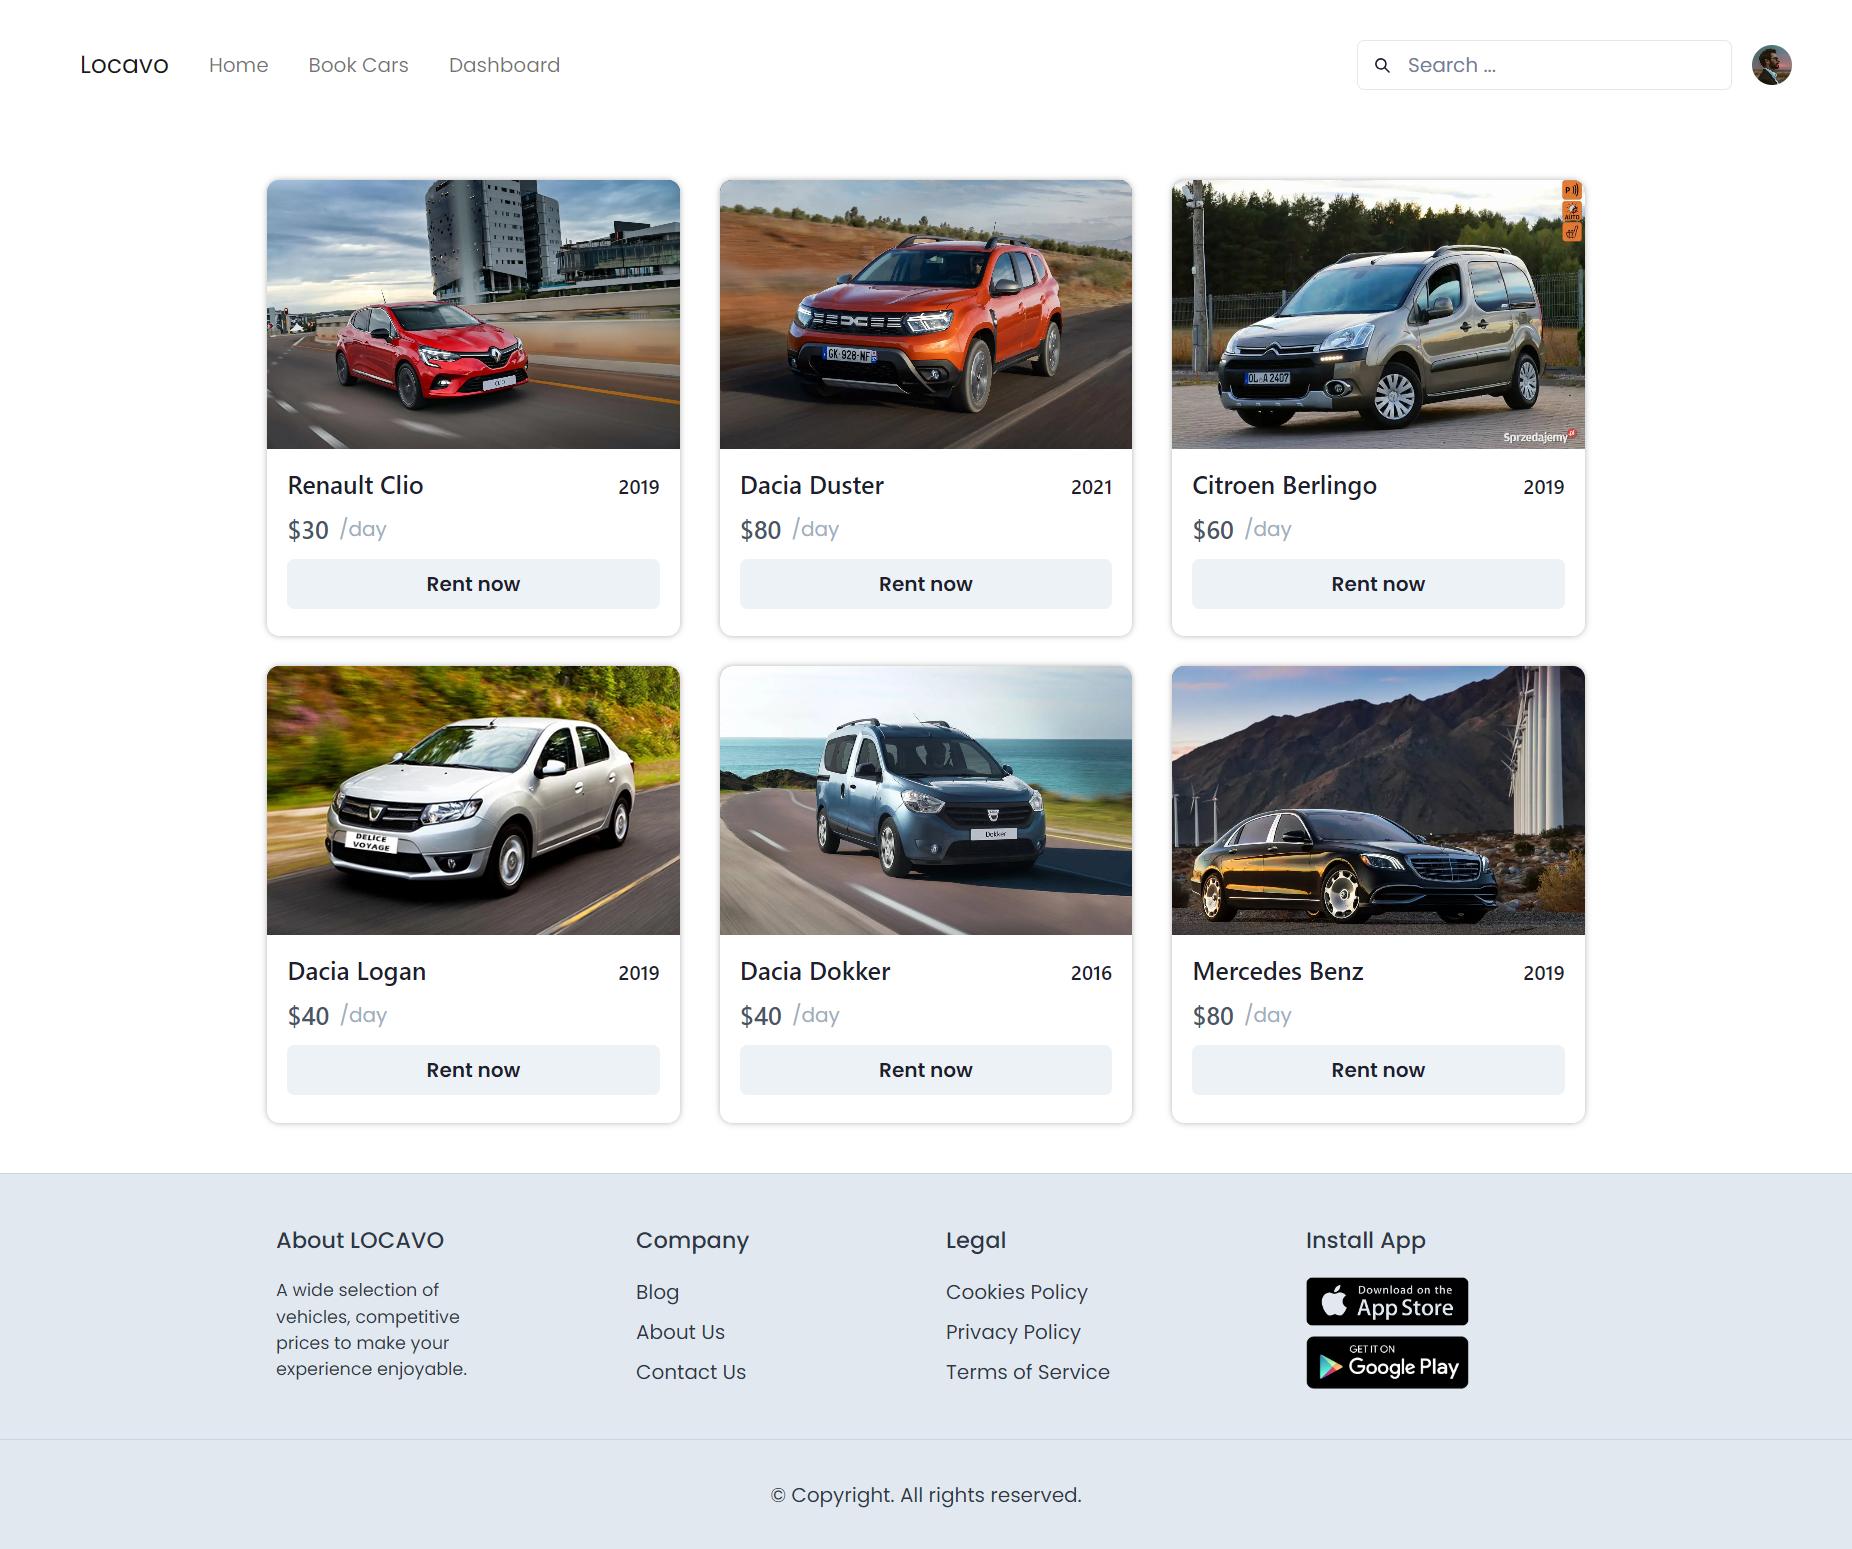 Locavo
Home
Book Cars
Dashboard
Search ...
P
AUTO
CLIO
GK-928-NF
OL A 2407
Sprzedajemy.pl
Renault Clio
2019
$30 /day
Rent now
Dacia Duster
2021
$80 /day
Rent now
Citroen Berlingo
2019
$60 /day
Rent now
DELICE
VOYAGE
Dokker
Dacia Logan
2019
$40 /day
Rent now
Dacia Dokker
2016
$40 /day
Rent now
Mercedes Benz
2019
$80 /day
Rent now
About LOCAVO
A wide selection of
vehicles, competitive
prices to make your
experience enjoyable.
Company
Blog
About Us
Contact Us
Legal
Cookies Policy
Privacy Policy
Terms of Service
Install App
Download on the
App Store
GET IT ON
Google Play
© Copyright. All rights reserved.